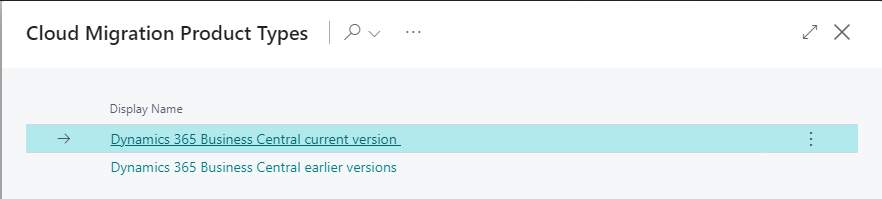 Cloud Migration Product Types
Display Name
Dynamics 365 Business Central current version
Dynamics 365 Business Central earlier versions